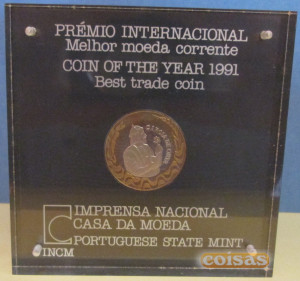 PRÉMIO INTERNACIONAL
Melhor moeda corrente
COIN OF THE YEAR 1991
Best trade coin
IMPRENSA NACIONAL
CASA DA MOEDA
PORTUGUESE STATE MINT
INCM
coisas